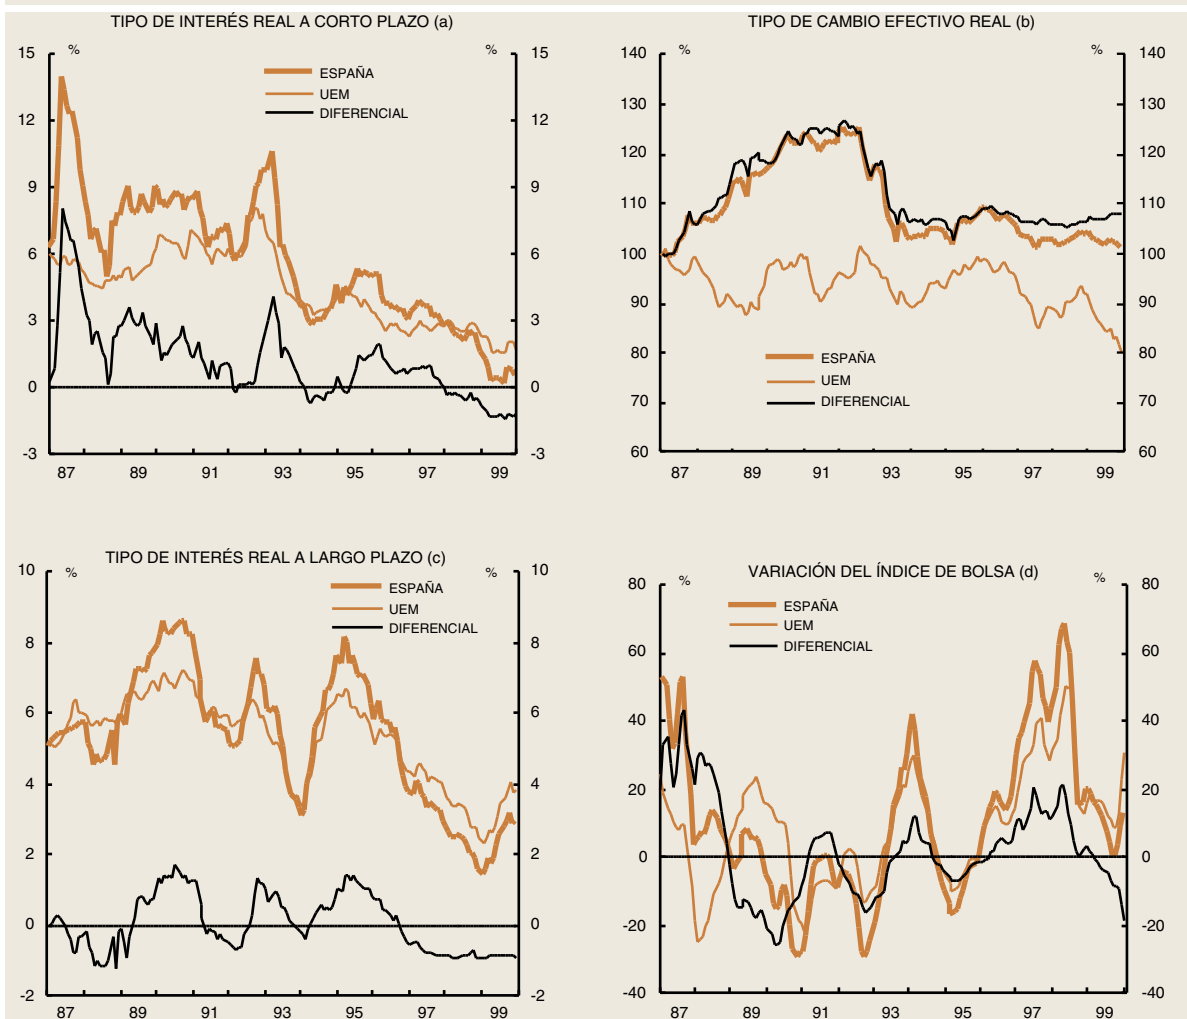 TIPO DE INTERÉS REAL A CORTO PLAZO (a)
15 % % 15
ESPAÑA
UEM
DIFERENCIAL
12 12
9 9
6 6
3 3
0 0
-3 -3
87 89 91 93 95 97 99
TIPO DE CAMBIO EFECTIVO REAL (b)
140 % % 140
130 130
120 120
110 110
100 100
90 90
80 80
ESPAÑA
UEM
DIFERENCIAL
70 70
60 60
87 89 91 93 95 97 99
TIPO DE INTERÉS REAL A LARGO PLAZO (c)
10 % % 10
ESPAÑA
UEM
DIFERENCIAL
8 8
6 6
4 4
2 2
0 0
-2 -2
87 89 91 93 95 97 99
VARIACIÓN DEL ÍNDICE DE BOLSA (d)
80 % % 80
ESPAÑA
UEM
DIFERENCIAL
60 60
40 40
20 20
0 0
-20 -20
-40 -40
87 89 91 93 95 97 99